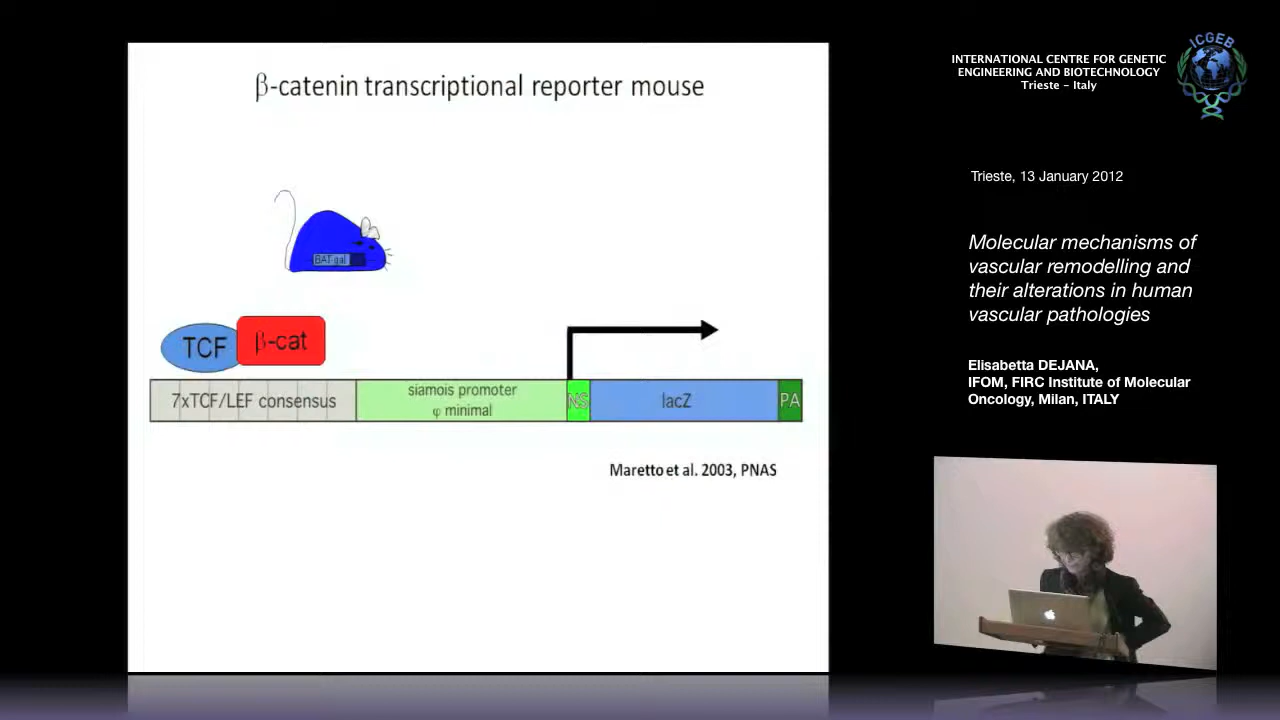 β-catenin transcriptional reporter mouse
BAT-gal
TCF
β-cat
7xTCF/LEF consensus
siamois promoter
φ minimal
NS
lacZ
PA
Maretto et al. 2003, PNAS
INTERNATIONAL CENTRE FOR GENETIC
ENGINEERING AND BIOTECHNOLOGY
Trieste - Italy
ICGEB
Trieste, 13 January 2012
Molecular mechanisms of
vascular remodelling and
their alterations in human
vascular pathologies
Elisabetta DEJANA,
IFOM, FIRC Institute of Molecular
Oncology, Milan, ITALY